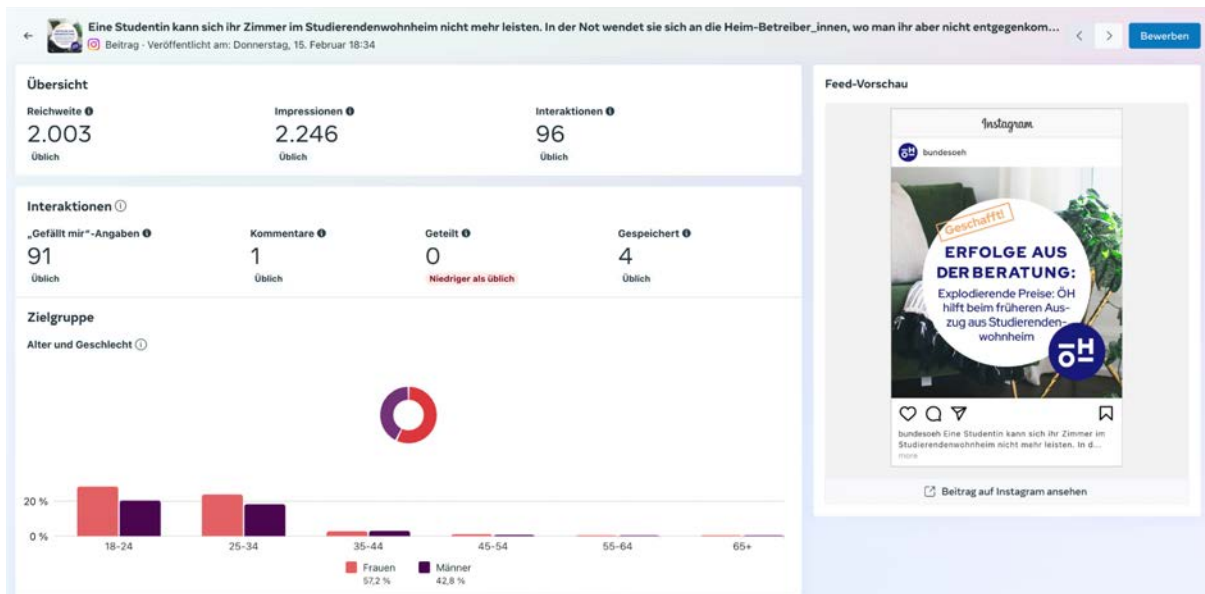 Eine Studentin kann sich ihr Zimmer im Studierendenwohnheim nicht mehr leisten. In der Not wendet sie sich an die Heim-Betreiber_innen, wo man ihr aber nicht entgegenkom...
Beitrag · Veröffentlicht am: Donnerstag, 15. Februar 18:34
Bewerben
Übersicht
Reichweite
Impressionen
Interaktionen
2.003
2.246
96
Üblich
Üblich
Üblich
Interaktionen
„Gefällt mir“-Angaben
Kommentare
Geteilt
Gespeichert
91
1
0
4
Üblich
Üblich
Niedriger als üblich
Üblich
Zielgruppe
Alter und Geschlecht
20 %
0 %
18-24
25-34
35-44
45-54
55-64
65+
Frauen
57,2 %
Männer
42,8 %
Feed-Vorschau
Instagram
ōH
bundesoeh
Geschafft!
ERFOLGE AUS
DER BERATUNG:
Explodierende Preise: ÖH
hilft beim früheren Aus-
zug aus Studierenden-
wohnheim
ōH
bundesoeh Eine Studentin kann sich ihr Zimmer im
Studierendenwohnheim nicht mehr leisten. In d...
more
Beitrag auf Instagram ansehen